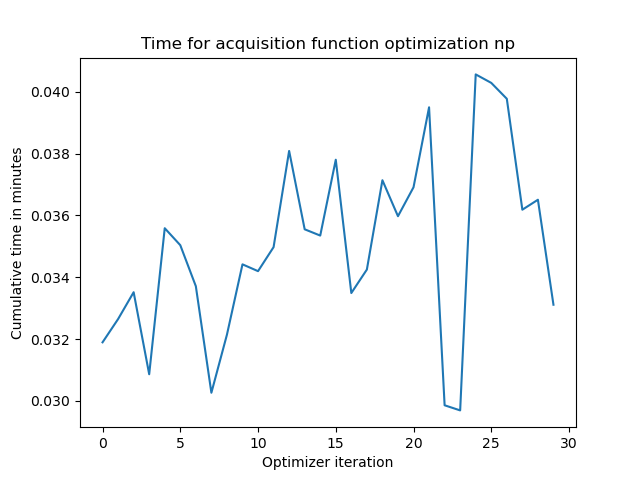 Time for acquisition function optimization np
0.040
0.038
0.036
0.034
0.032
0.030
Cumulative time in minutes
0 5 10 15 20 25 30
Optimizer iteration